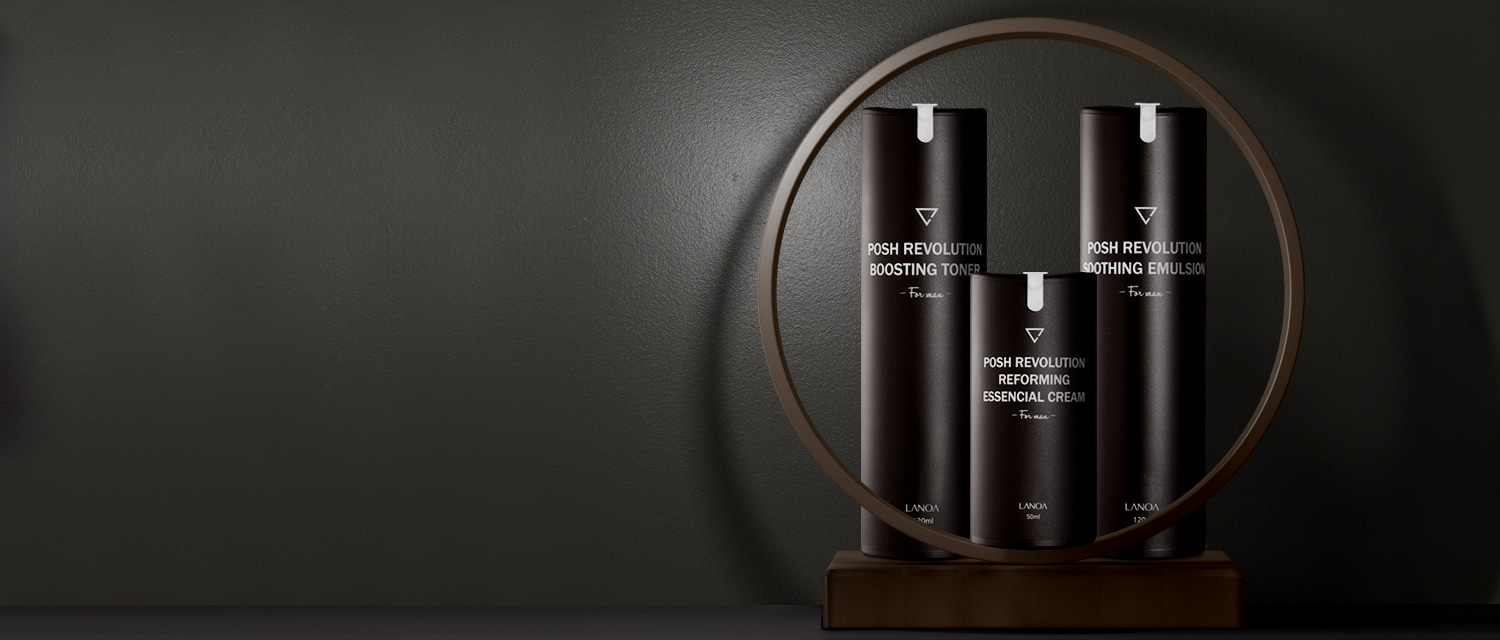 POSH REVOLUTION
BOOSTING TONER
- For man -
LANOA
POSH REVOLUTION
REFORMING
ESSENCIAL CREAM
- For man -
LANOA
50ml
POSH REVOLUTION
SOOTHING EMULSION
- For man -
LANOA